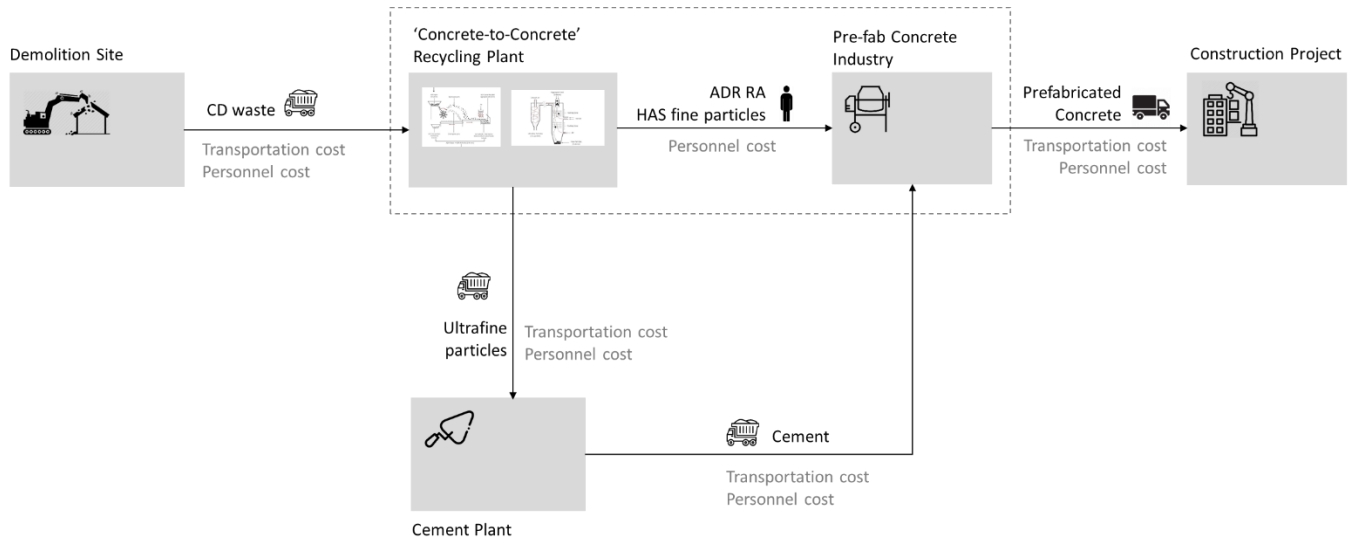 Demolition Site
CD waste
Transportation cost
Personnel cost
‘Concrete-to-Concrete’
Recycling Plant
ADR RA
HAS fine particles
Personnel cost
Pre-fab Concrete
Industry
Prefabricated
Concrete
Transportation cost
Personnel cost
Construction Project
Ultrafine
particles
Transportation cost
Personnel cost
Cement
Transportation cost
Personnel cost
Cement Plant